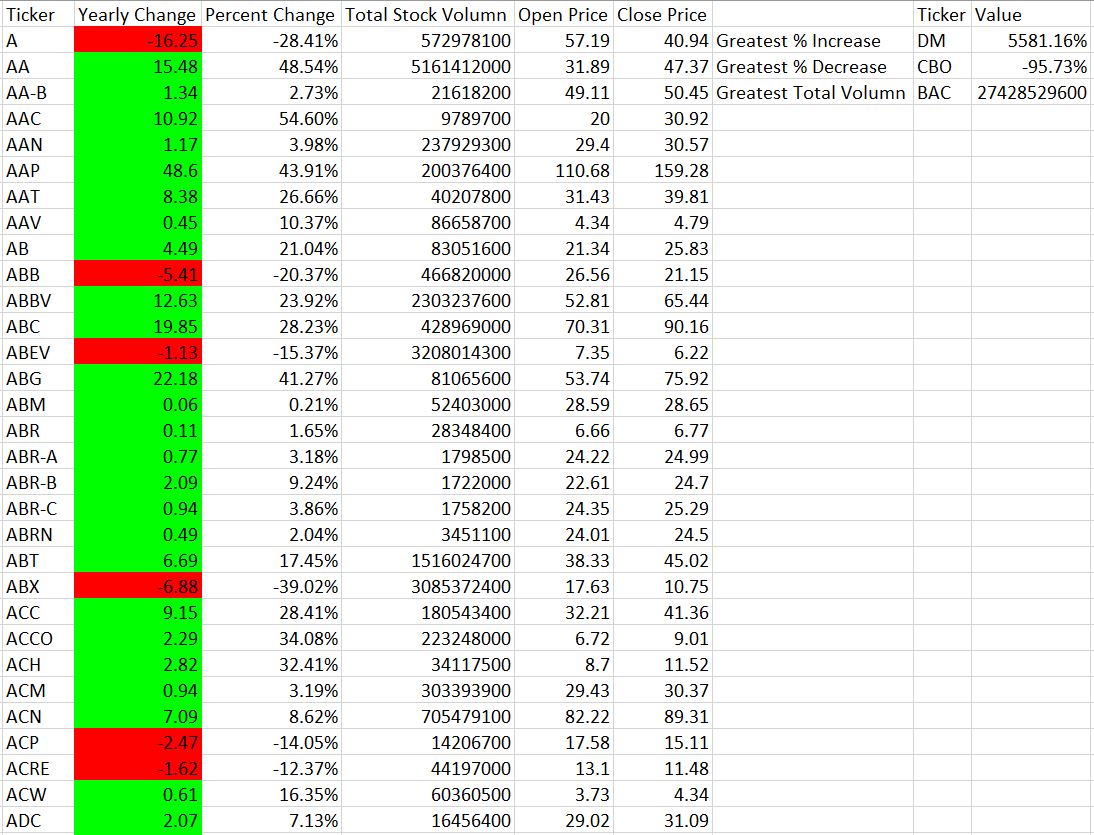 Ticker Yearly Change Percent Change Total Stock Volumn Open Price Close Price Ticker Value
A -16.25 -28.41% 572978100 57.19 40.94 Greatest % Increase DM 5581.16%
AA 15.48 48.54% 5161412000 31.89 47.37 Greatest % Decrease CBO -95.73%
AA-B 1.34 2.73% 21618200 49.11 50.45 Greatest Total Volumn BAC 27428529600
AAC 10.92 54.60% 9789700 20 30.92
AAN 1.17 3.98% 237929300 29.4 30.57
AAP 48.6 43.91% 200376400 110.68 159.28
AAT 8.38 26.66% 40207800 31.43 39.81
AAV 0.45 10.37% 86658700 4.34 4.79
AB 4.49 21.04% 83051600 21.34 25.83
ABB -5.41 -20.37% 466820000 26.56 21.15
ABBV 12.63 23.92% 2303237600 52.81 65.44
ABC 19.85 28.23% 428969000 70.31 90.16
ABEV -1.13 -15.37% 3208014300 7.35 6.22
ABG 22.18 41.27% 81065600 53.74 75.92
ABM 0.06 0.21% 52403000 28.59 28.65
ABR 0.11 1.65% 28348400 6.66 6.77
ABR-A 0.77 3.18% 1798500 24.22 24.99
ABR-B 2.09 9.24% 1722000 22.61 24.7
ABR-C 0.94 3.86% 1758200 24.35 25.29
ABRN 0.49 2.04% 3451100 24.01 24.5
ABT 6.69 17.45% 1516024700 38.33 45.02
ABX -6.88 -39.02% 3085372400 17.63 10.75
ACC 9.15 28.41% 180543400 32.21 41.36
ACCO 2.29 34.08% 223248000 6.72 9.01
ACH 2.82 32.41% 34117500 8.7 11.52
ACM 0.94 3.19% 303393900 29.43 30.37
ACN 7.09 8.62% 705479100 82.22 89.31
ACP -2.47 -14.05% 14206700 17.58 15.11
ACRE -1.62 -12.37% 44197000 13.1 11.48
ACW 0.61 16.35% 60360500 3.73 4.34
ADC 2.07 7.13% 16456400 29.02 31.09